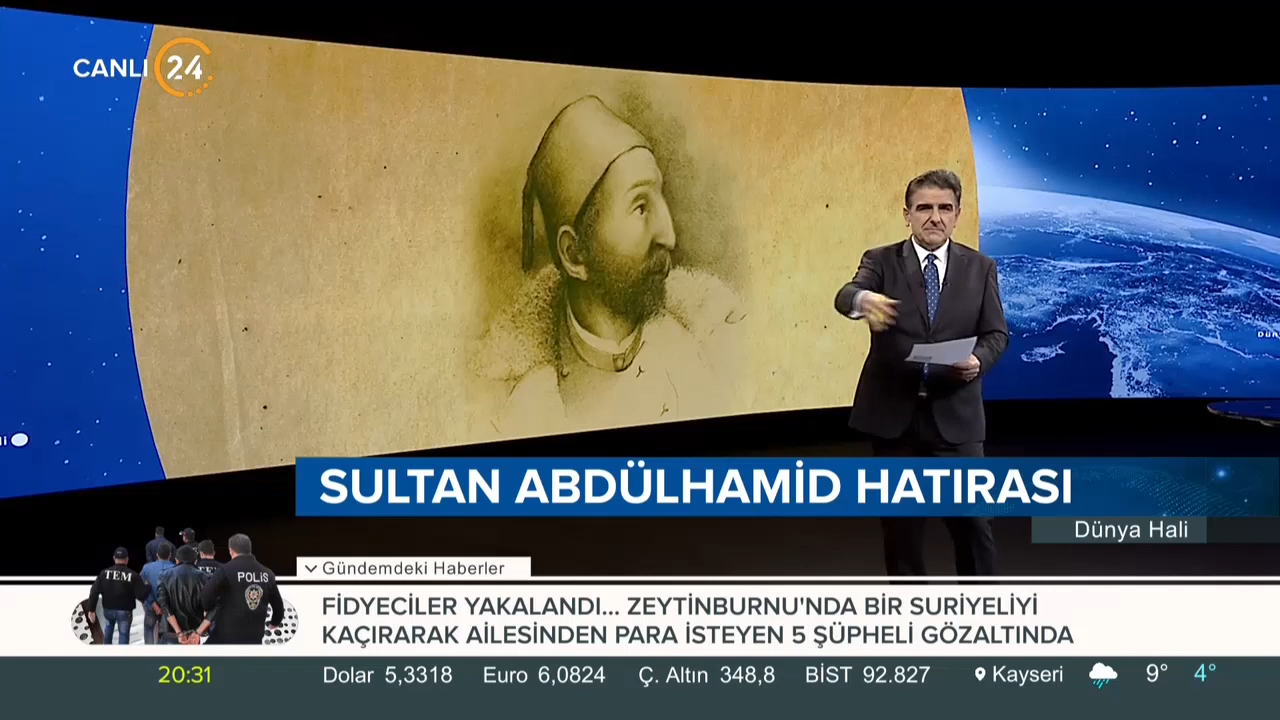 CANLI 24
SULTAN ABDÜLHAMİD HATIRASI
Dünya Hali
Gündemdeki Haberler
TEM
POLİS
FİDYECİLER YAKALANDI... ZEYTİNBURNU'NDA BİR SURİYELİYİ
KAÇIRARAK AİLESİNDEN PARA İSTEYEN 5 ŞÜPHELİ GÖZALTINDA
20:31 Dolar 5,3318 Euro 6,0824 Ç. Altın 348,8 BİST 92.827 Kayseri 9° 4°